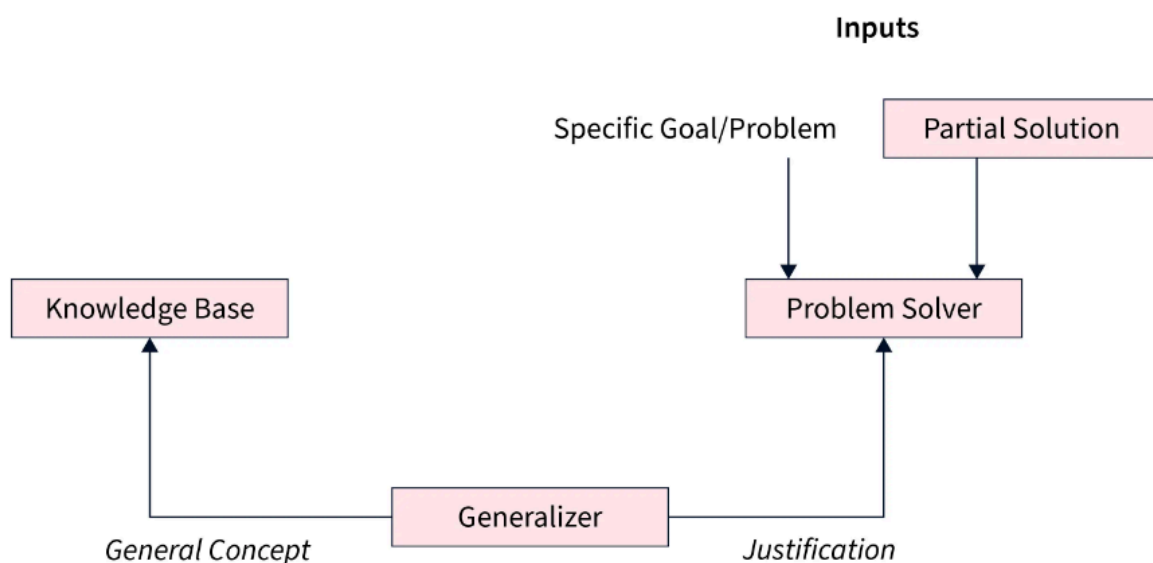 Inputs
Specific Goal/Problem
Partial Solution
Knowledge Base
Problem Solver
Generalizer
General Concept
Justification